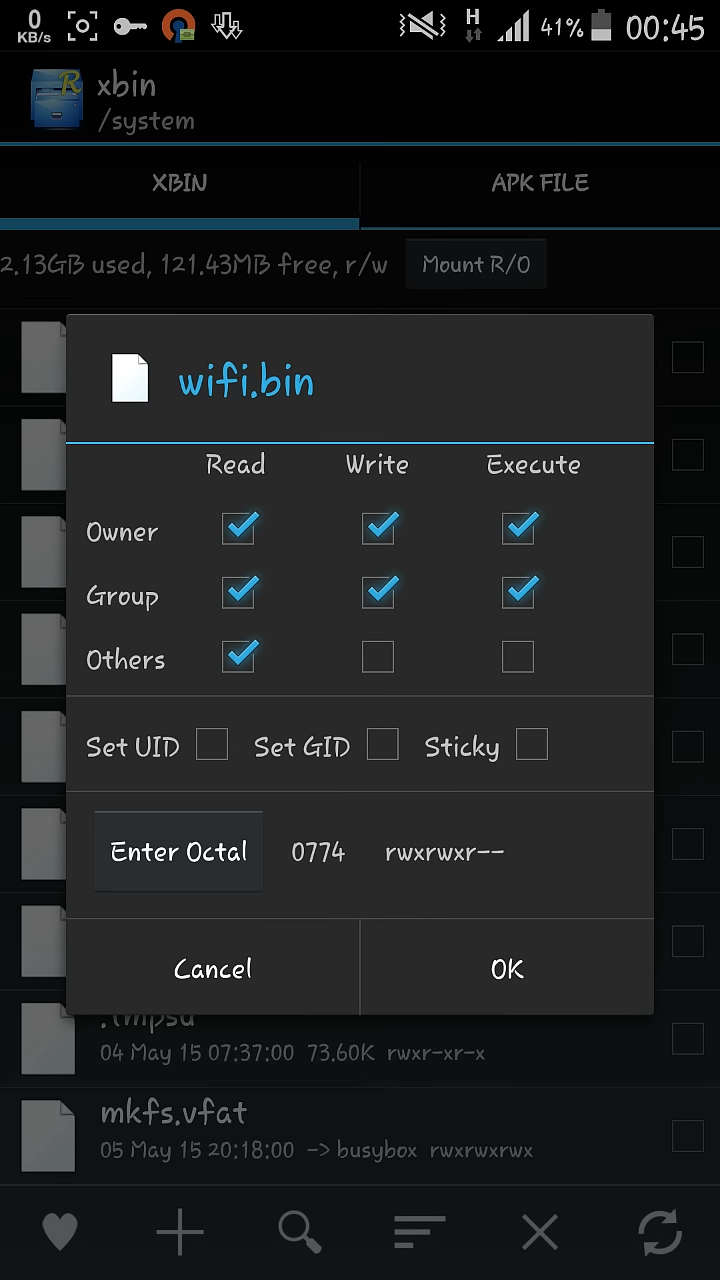 0
KB/s
H
41%
00:45
R
xbin
/system
XBIN
APK FILE
2.13GB used, 121.43MB free, r/w
Mount R/O
wifi.bin
Read Write Execute
Owner
Group
Others
Set UID Set GID Sticky
Enter Octal 0774 rwxrwxr--
Cancel OK
.tmpsu
04 May 15 07:37:00 73.60K rwxr-xr-x
mkfs.vfat
05 May 15 20:18:00 -> busybox rwxrwxrwx